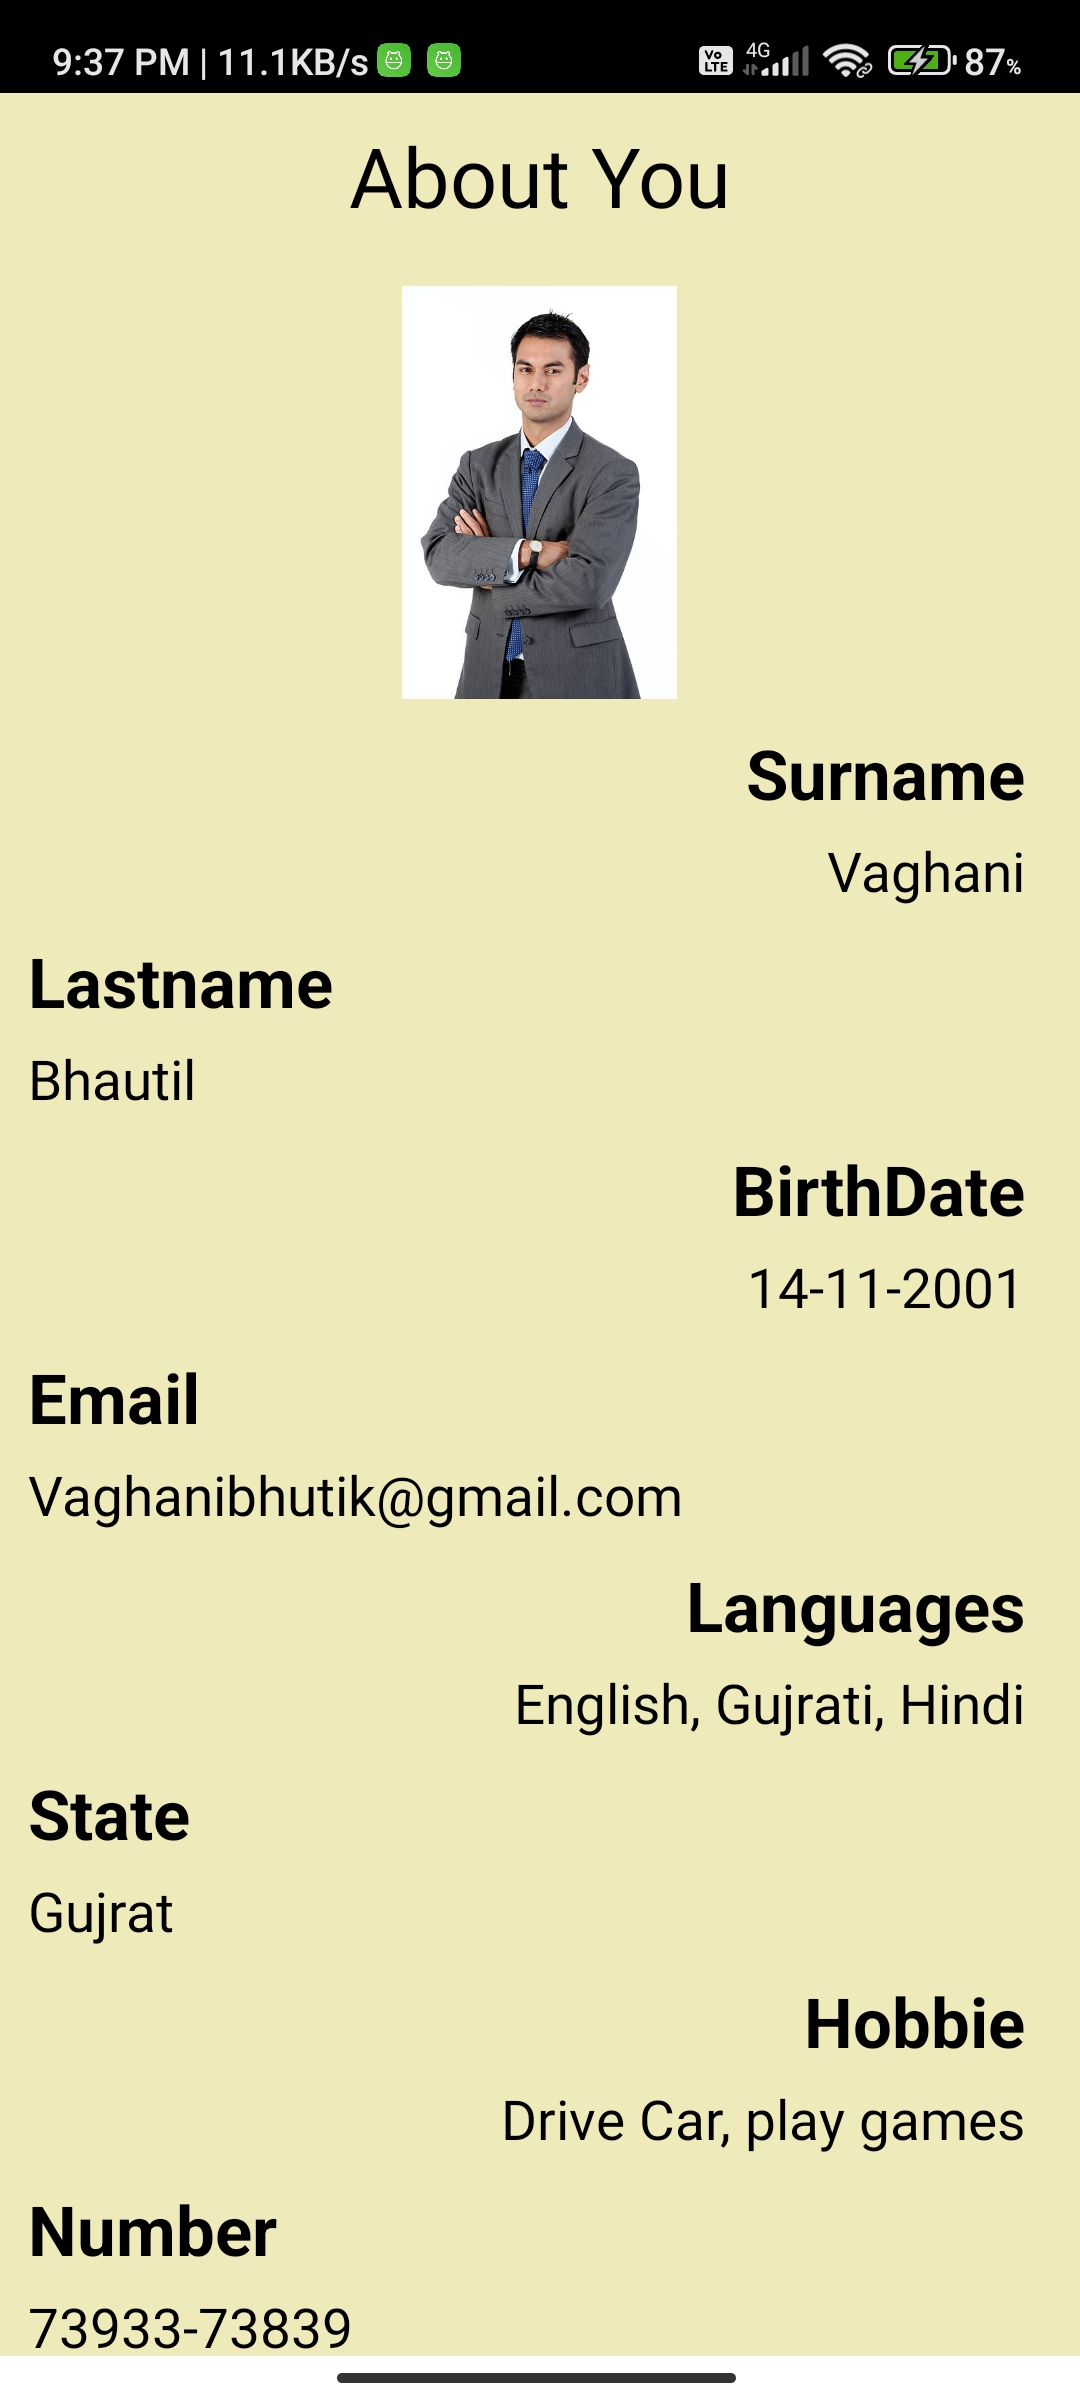 9:37 PM | 11.1KB/s Vo LTE 4G 87%
About You
Surname
Vaghani
Lastname
Bhautil
BirthDate
14-11-2001
Email
Vaghanibhutik@gmail.com
Languages
English, Gujrati, Hindi
State
Gujrat
Hobbie
Drive Car, play games
Number
73933-73839